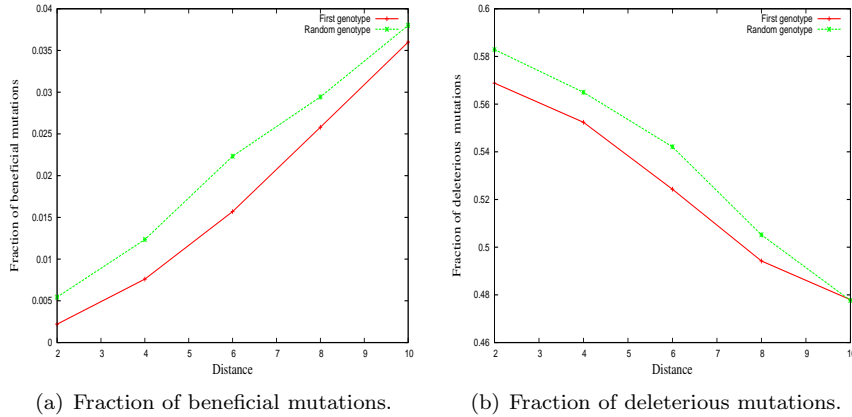 First genotype
Random genotype
Fraction of beneficial mutations
0.04
0.035
0.03
0.025
0.02
0.015
0.01
0.005
0
2 3 4 5 6 7 8 9 10
Distance
(a) Fraction of beneficial mutations.
First genotype
Random genotype
Fraction of deleterious mutations
0.6
0.58
0.56
0.54
0.52
0.5
0.48
0.46
2 3 4 5 6 7 8 9 10
Distance
(b) Fraction of deleterious mutations.